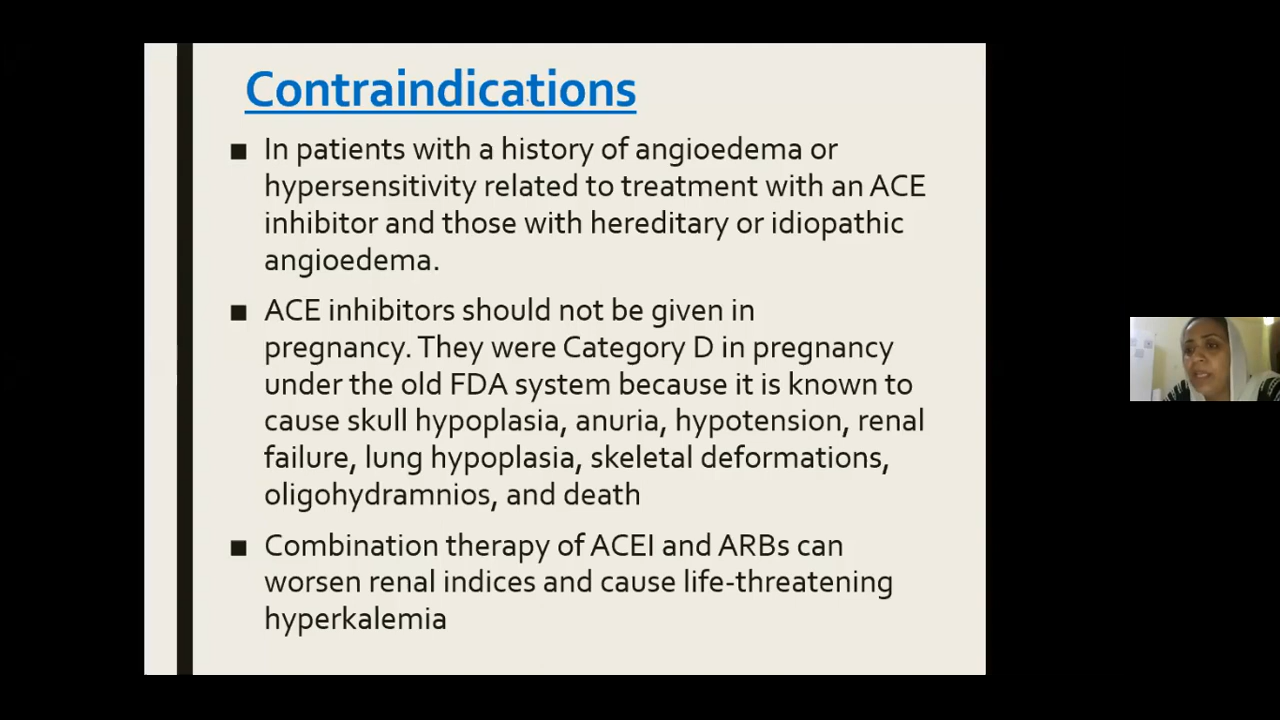 Contraindications
■ In patients with a history of angioedema or
hypersensitivity related to treatment with an ACE
inhibitor and those with hereditary or idiopathic
angioedema.
■ ACE inhibitors should not be given in
pregnancy. They were Category D in pregnancy
under the old FDA system because it is known to
cause skull hypoplasia, anuria, hypotension, renal
failure, lung hypoplasia, skeletal deformations,
oligohydramnios, and death
■ Combination therapy of ACEI and ARBs can
worsen renal indices and cause life-threatening
hyperkalemia